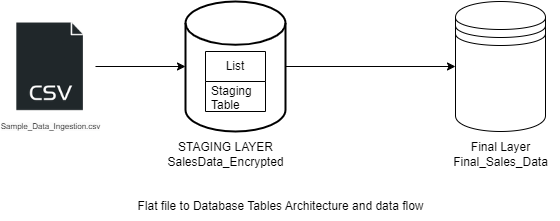 CSV
Sample_Data_Ingestion.csv
List
Staging
Table
STAGING LAYER
SalesData_Encrypted
Final Layer
Final_Sales_Data
Flat file to Database Tables Architecture and data flow